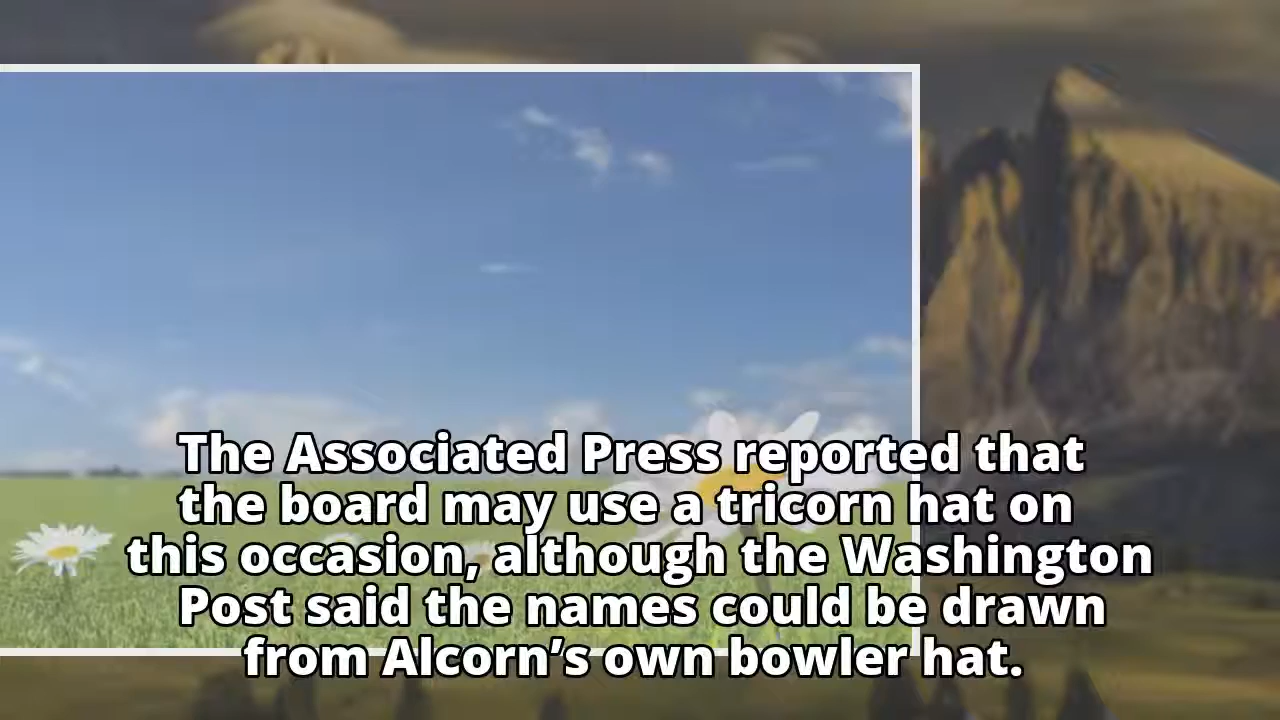 The Associated Press reported that
the board may use a tricorn hat on
this occasion, although the Washington
Post said the names could be drawn
from Alcorn’s own bowler hat.